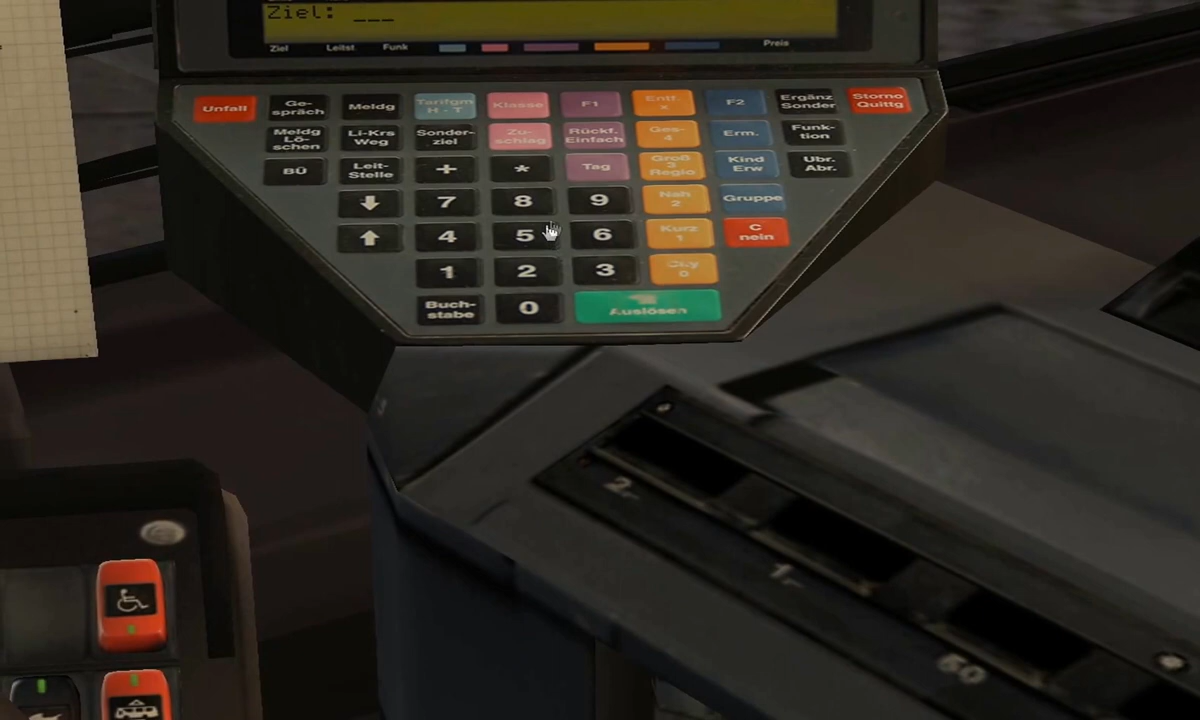 Ziel: ___
Ziel Leitst Funk Preis
Unfall
Ge-
spräch
Meldg
Tarifgm
H - T
Klasse
F1
Entf.
x
F2
Ergänz
Sonder
Storno
Quittg
Meldg
Lö-
schen
Li-Krs
Weg
Sonder-
ziel
Zu-
schlag
Rückf.
Einfach
Ges-
4
Erm.
Funk-
tion
BÜ
Leit-
Stelle
+
*
Tag
Groß
3
Regio
Kind
Erw
Ubr.
Abr.
7
8
9
Nah
2
Gruppe
4
5
6
Kurz
1
C
nein
1
2
3
City
0
Buch-
stabe
0
Auslösen
2,-
1,-
50